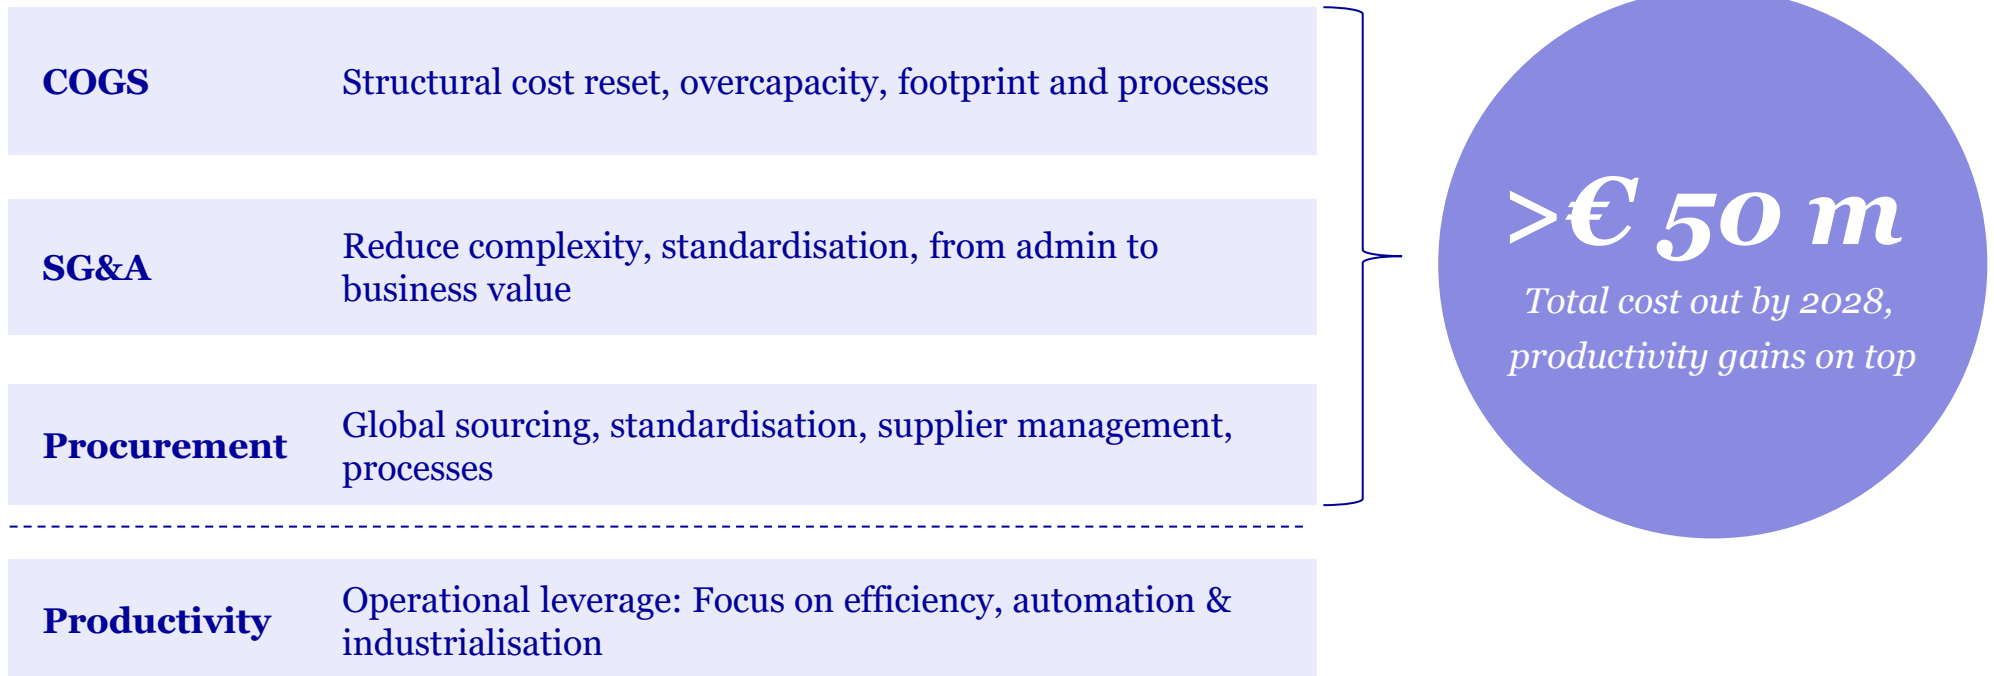 COGS
Structural cost reset, overcapacity, footprint and processes
SG&A
Reduce complexity, standardisation, from admin to
business value
Procurement
Global sourcing, standardisation, supplier management,
processes
Productivity
Operational leverage: Focus on efficiency, automation &
industrialisation
>€ 50 m
Total cost out by 2028,
productivity gains on top